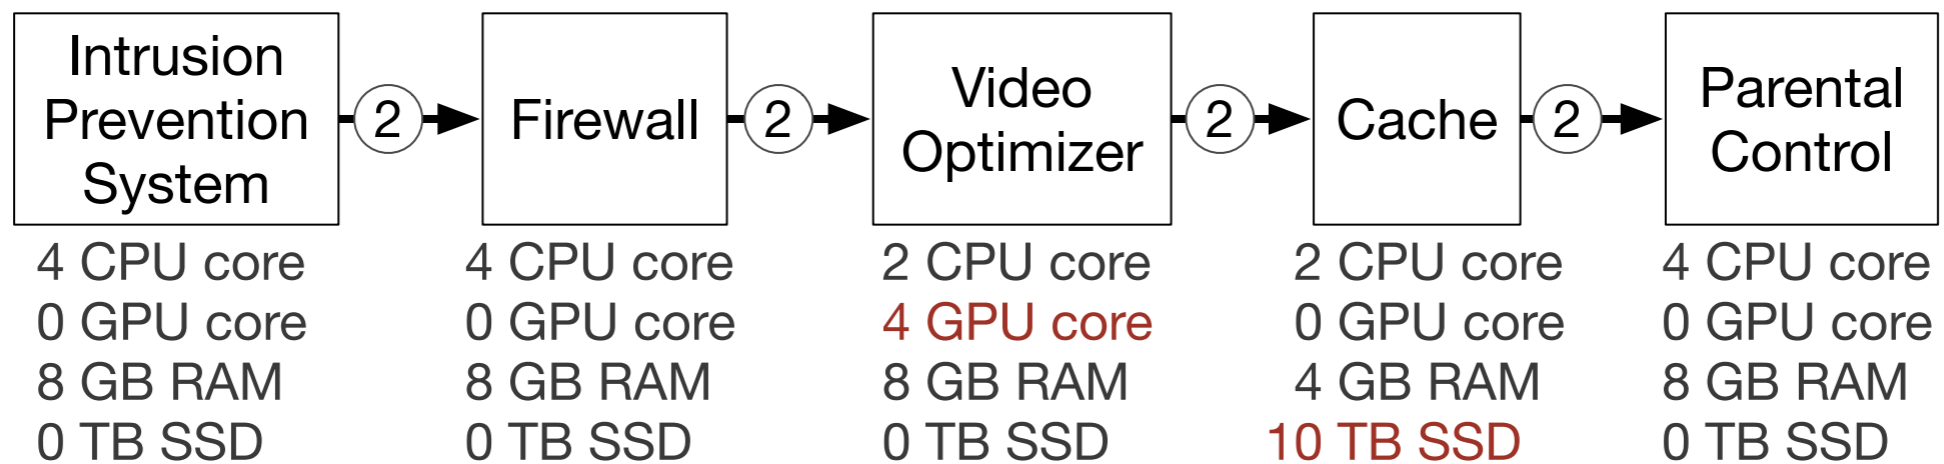 Intrusion
Prevention
System
2
Firewall
2
Video
Optimizer
2
Cache
2
Parental
Control
4 CPU core
0 GPU core
8 GB RAM
0 TB SSD
4 CPU core
0 GPU core
8 GB RAM
0 TB SSD
2 CPU core
4 GPU core
8 GB RAM
0 TB SSD
2 CPU core
0 GPU core
4 GB RAM
10 TB SSD
4 CPU core
0 GPU core
8 GB RAM
0 TB SSD